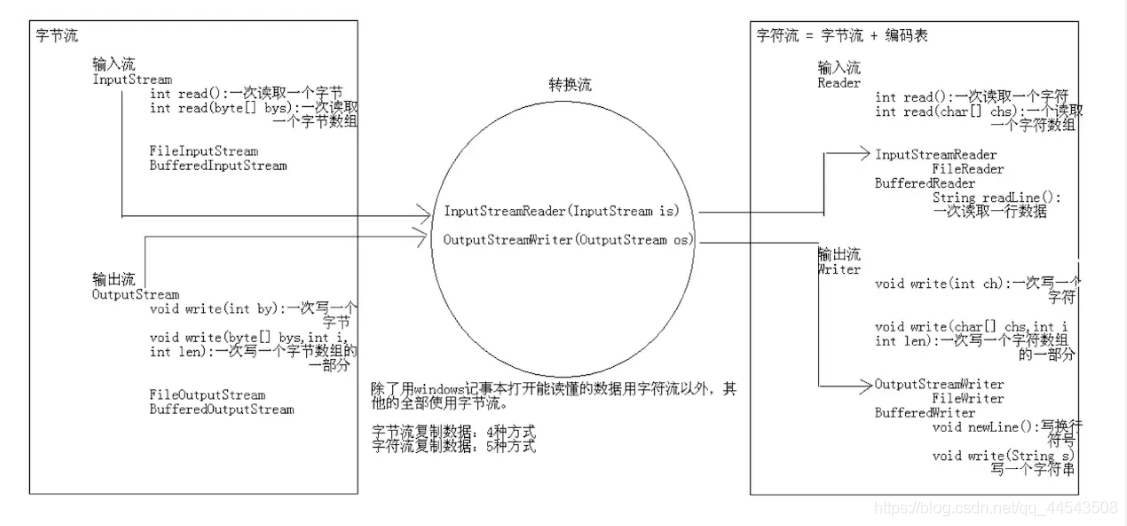 字节流
输入流
InputStream
int read():一次读取一个字节
int read(byte[] bys):一次读取
一个字节数组
FileInputStream
BufferedInputStream
输出流
OutputStream
void write(int by):一次写一个
字节
void write(byte[] bys,int i,
int len):一次写一个字节数组的
一部分
FileOutputStream
BufferedOutputStream
转换流
InputStreamReader(InputStream is)
OutputStreamWriter(OutputStream os)
除了用windows记事本打开能读懂的数据用字符流以外，其
他的全部使用字节流。
字节流复制数据：4种方式
字符流复制数据：5种方式
字符流 = 字节流 + 编码表
输入流
Reader
int read():一次读取一个字符
int read(char[] chs):一个读取
一个字符数组
InputStreamReader
FileReader
BufferedReader
String readLine():
一次读取一行数据
输出流
Writer
void write(int ch):一次写一个
字符
void write(char[] chs,int i
int len):一次写一个字符数组
的一部分
OutputStreamWriter
FileWriter
BufferedWriter
void newLine():写换行
符号
void write(String s)
写一个字符串
https://blog.csdn.net/qq_44543508